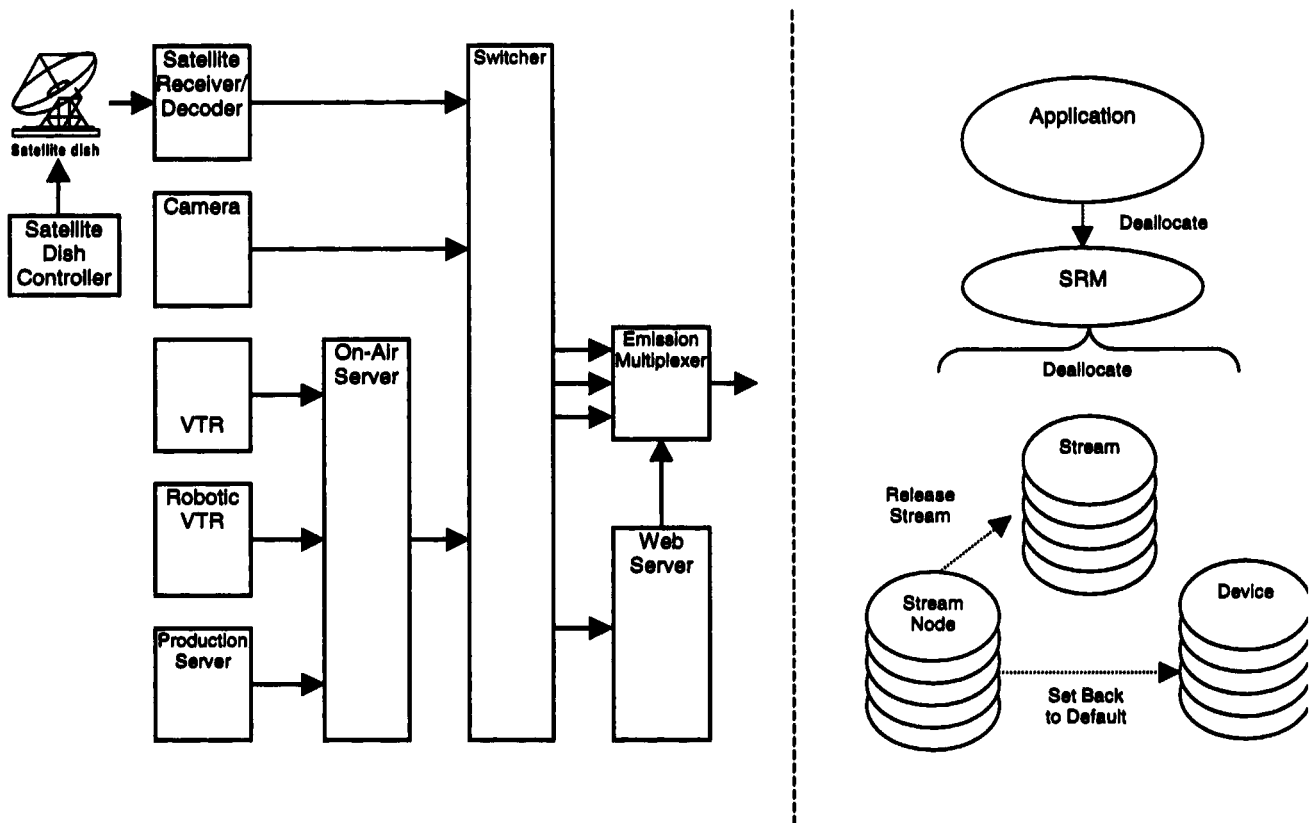 Satellite
Receiver/
Decoder
Switcher
Satellite dish
Camera
Satellite
Dish
Controller
On-Air
Server
VTR
Robotic
VTR
Production
Server
Emission
Multiplexer
Web
Server
Application
Deallocate
SRM
Deallocate
Stream
Release
Stream
Stream
Node
Device
Set Back
to Default